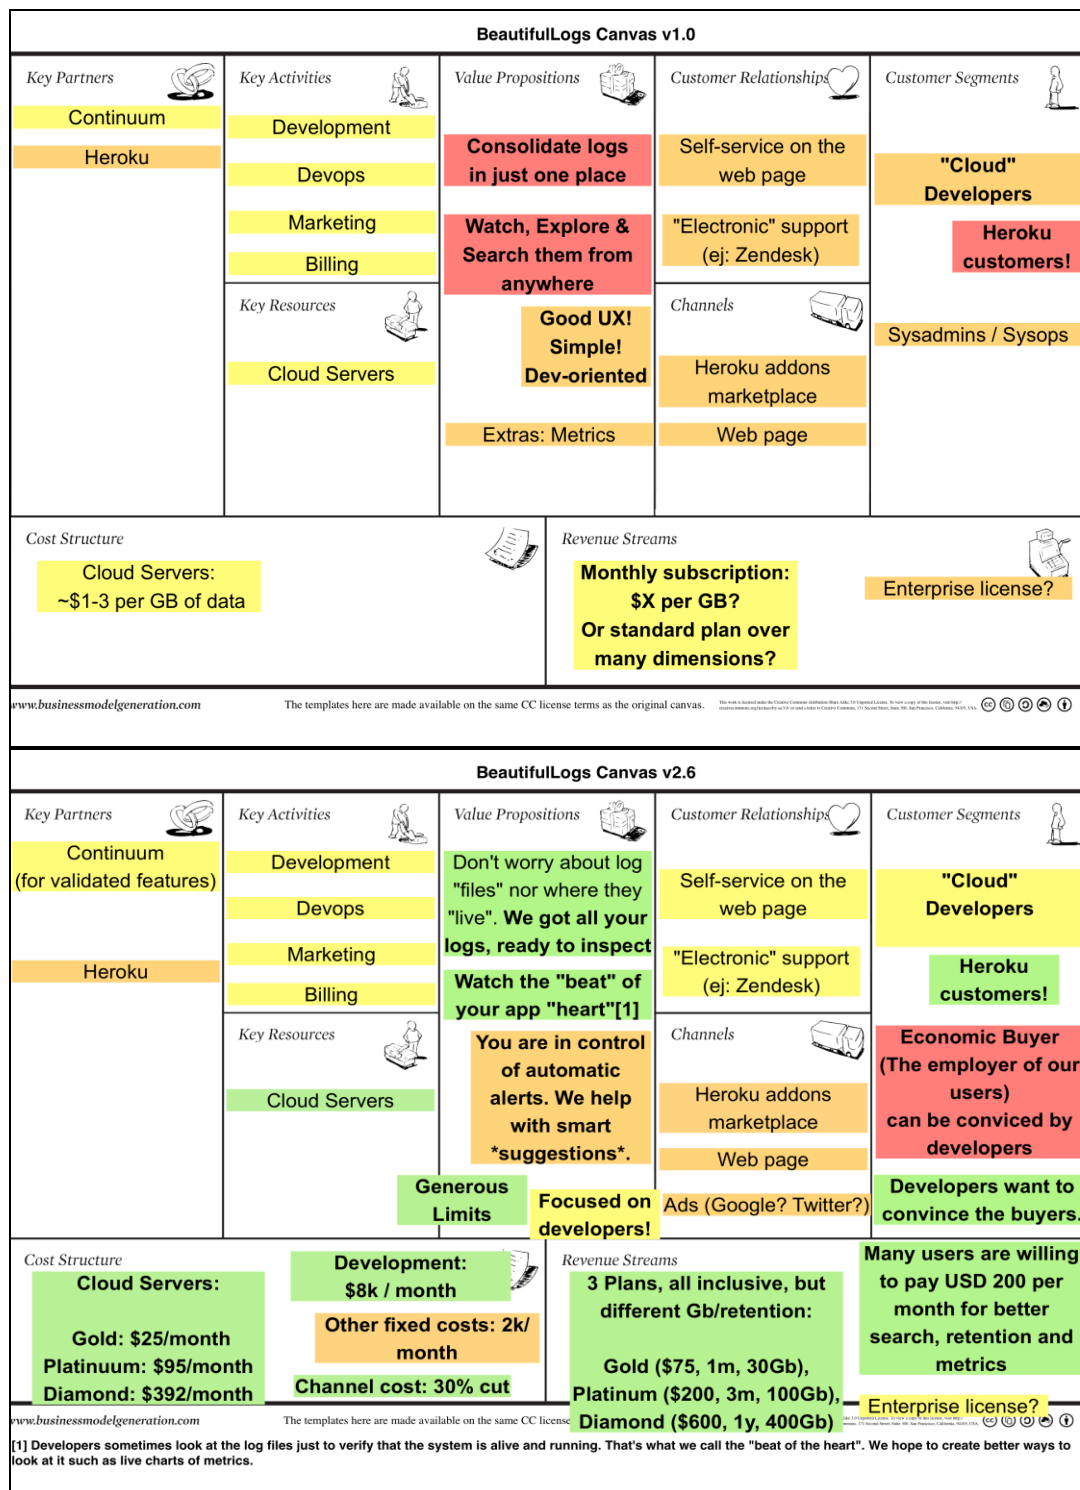 BeautifulLogs Canvas v1.0
Key Partners
Continuum
Heroku
Key Activities
Development
Devops
Marketing
Billing
Key Resources
Cloud Servers
Value Propositions
Consolidate logs
in just one place
Watch, Explore &
Search them from
anywhere
Good UX!
Simple!
Dev-oriented
Extras: Metrics
Customer Relationships
Self-service on the
web page
"Electronic" support
(ej: Zendesk)
Channels
Heroku addons
marketplace
Web page
Customer Segments
"Cloud"
Developers
Heroku
customers!
Sysadmins / Sysops
Cost Structure
Cloud Servers:
~$1-3 per GB of data
Revenue Streams
Monthly subscription:
$X per GB?
Or standard plan over
many dimensions?
Enterprise license?
www.businessmodelgeneration.com
The templates here are made available on the same CC license terms as the original canvas.
BeautifulLogs Canvas v2.6
Key Partners
Continuum
(for validated features)
Heroku
Key Activities
Development
Devops
Marketing
Billing
Key Resources
Cloud Servers
Value Propositions
Don't worry about log
"files" nor where they
"live". We got all your
logs, ready to inspect
Watch the "beat" of
your app "heart"[1]
You are in control
of automatic
alerts. We help
with smart
*suggestions*.
Generous
Limits
Focused on
developers!
Customer Relationships
Self-service on the
web page
"Electronic" support
(ej: Zendesk)
Channels
Heroku addons
marketplace
Web page
Ads (Google? Twitter?)
Customer Segments
"Cloud"
Developers
Heroku
customers!
Economic Buyer
(The employer of our
users)
can be conviced by
developers
Developers want to
convince the buyers.
Cost Structure
Cloud Servers:
Gold: $25/month
Platinuum: $95/month
Diamond: $392/month
Development:
$8k / month
Other fixed costs: 2k/
month
Channel cost: 30% cut
Revenue Streams
3 Plans, all inclusive, but
different Gb/retention:
Gold ($75, 1m, 30Gb),
Platinum ($200, 3m, 100Gb),
Diamond ($600, 1y, 400Gb)
Many users are willing
to pay USD 200 per
month for better
search, retention and
metrics
Enterprise license?
www.businessmodelgeneration.com
The templates here are made available on the same CC license
[1] Developers sometimes look at the log files just to verify that the system is alive and running. That's what we call the "beat of the heart". We hope to create better ways to
look at it such as live charts of metrics.